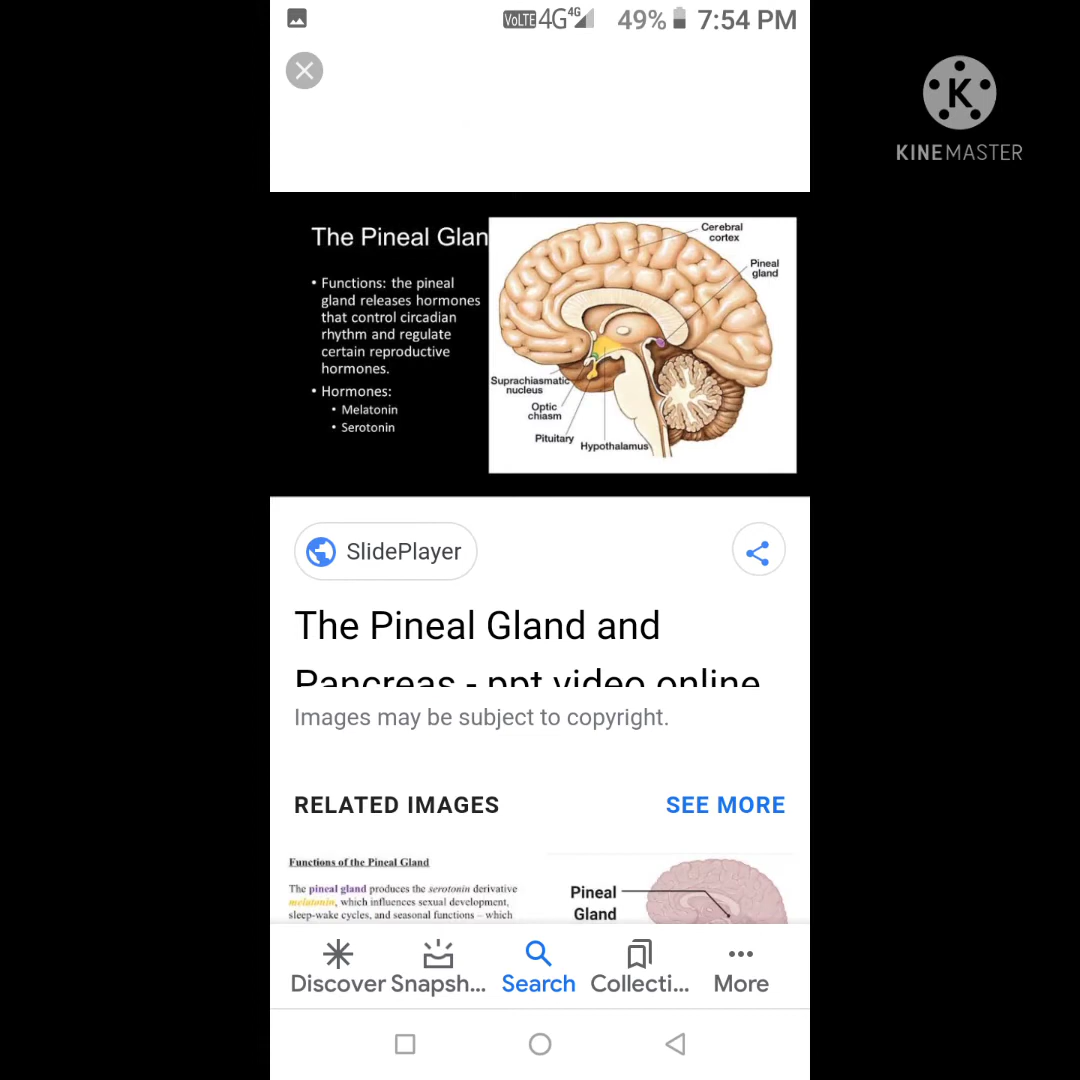 VoLTE 4G 4G 49% 7:54 PM
K
KINEMASTER
The Pineal Glan
• Functions: the pineal
gland releases hormones
that control circadian
rhythm and regulate
certain reproductive
hormones.
• Hormones:
• Melatonin
• Serotonin
Cerebral
cortex
Pineal
gland
Suprachiasmatic
nucleus
Optic
chiasm
Pituitary
Hypothalamus
SlidePlayer
The Pineal Gland and
Pancreas - ppt video online
Images may be subject to copyright.
RELATED IMAGES SEE MORE
Functions of the Pineal Gland
The pineal gland produces the serotonin derivative
melatonin, which influences sexual development,
sleep-wake cycles, and seasonal functions – which
Pineal
Gland
Discover Snapsh... Search Collecti... More